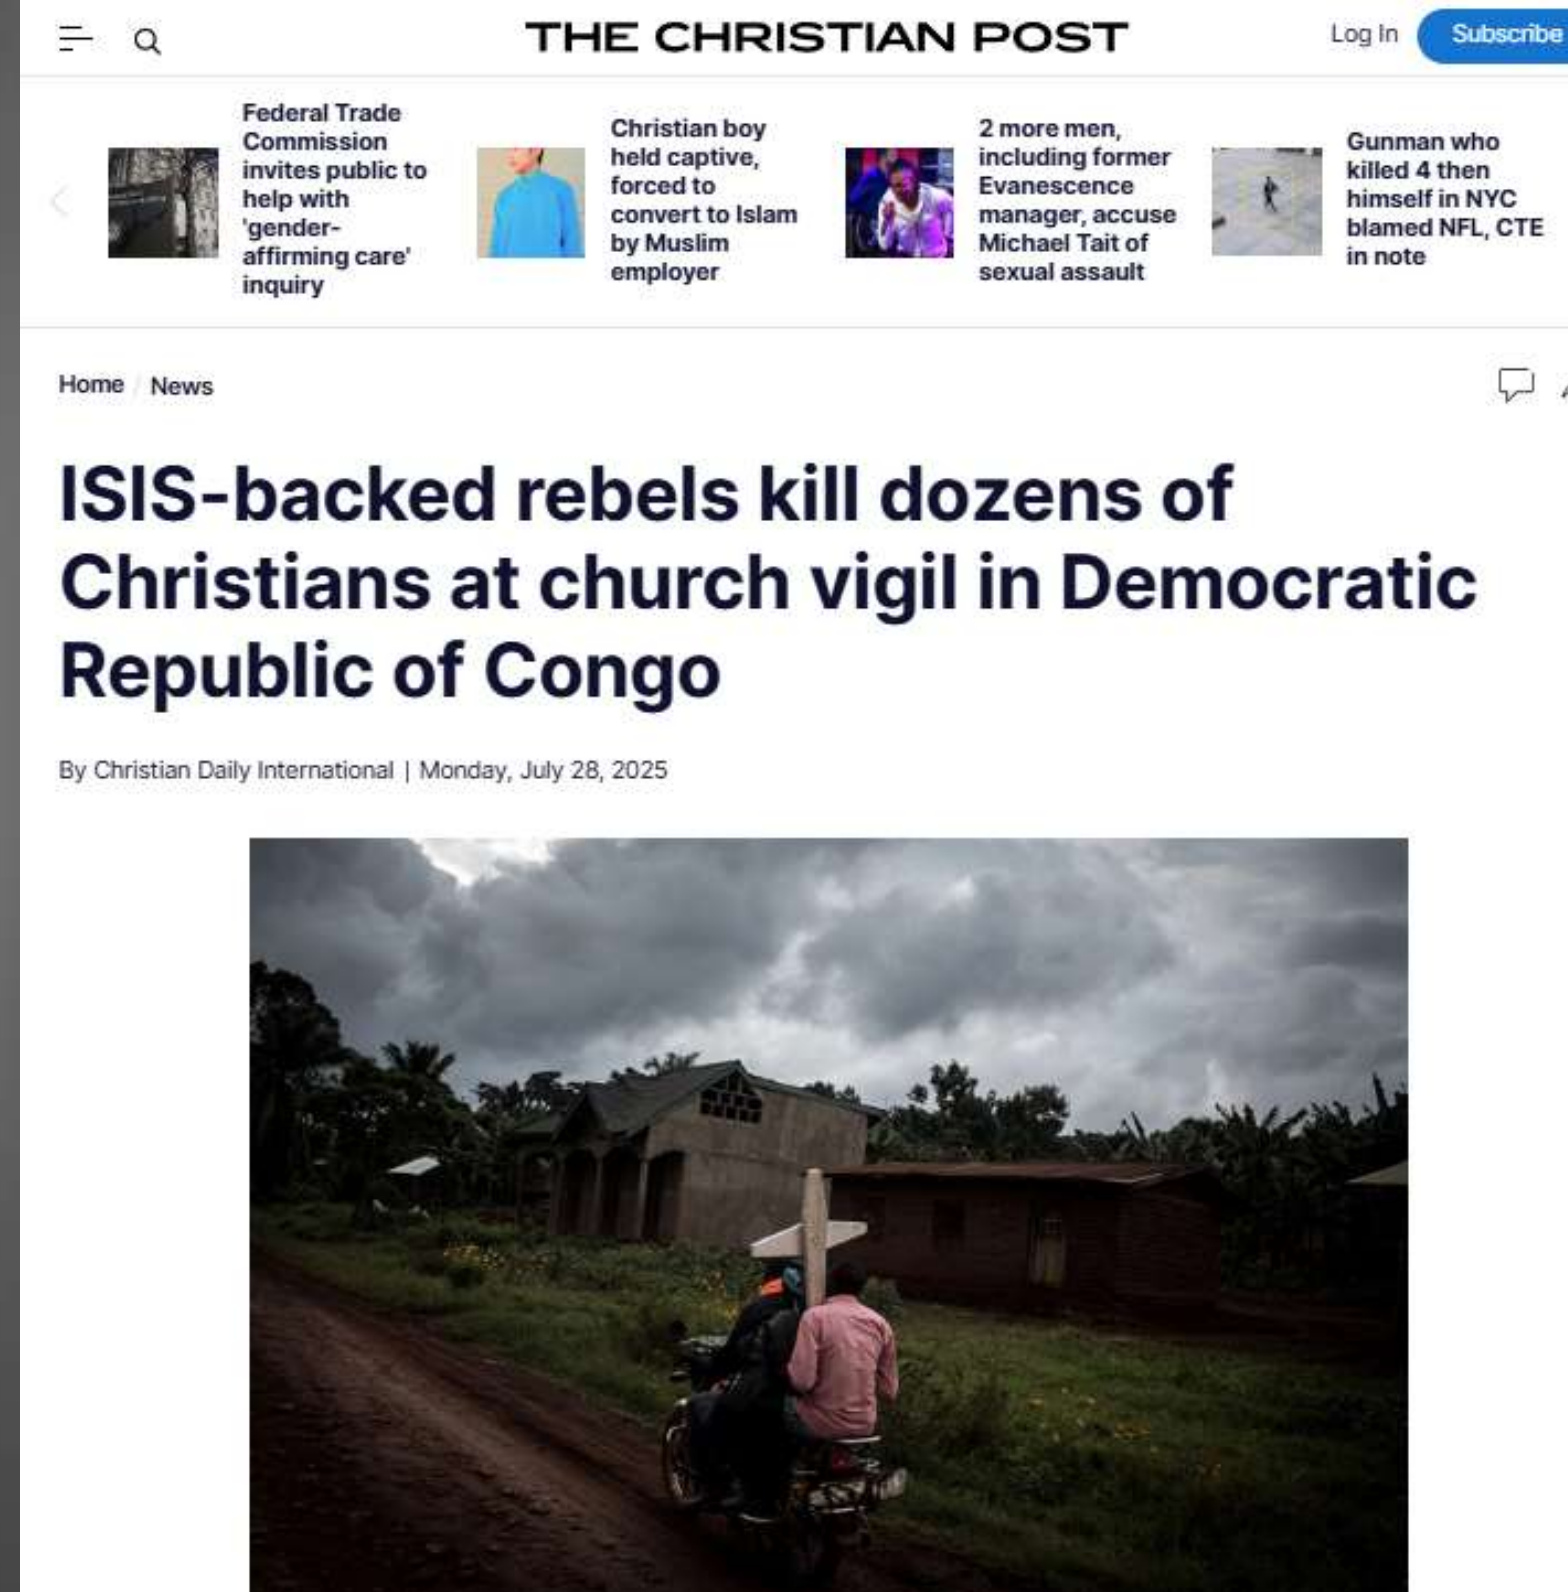 THE CHRISTIAN POST
Log In
Subscribe
Federal Trade
Commission
invites public to
help with
'gender-
affirming care'
inquiry
Christian boy
held captive,
forced to
convert to Islam
by Muslim
employer
2 more men,
including former
Evanescence
manager, accuse
Michael Tait of
sexual assault
Gunman who
killed 4 then
himself in NYC
blamed NFL, CTE
in note
Home / News
ISIS-backed rebels kill dozens of
Christians at church vigil in Democratic
Republic of Congo
By Christian Daily International | Monday, July 28, 2025